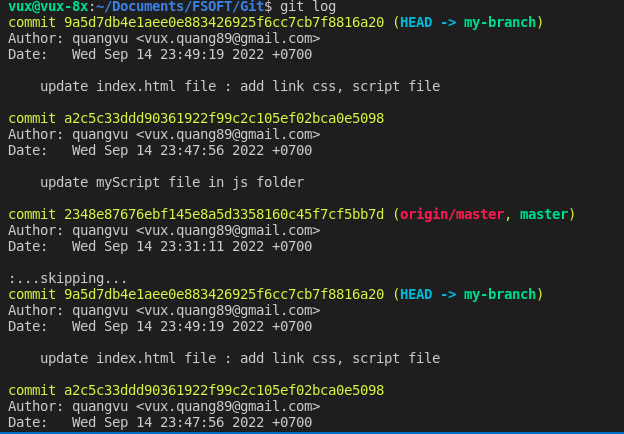 vux@vux-8x:~/Documents/FSOFT/Git$ git log
commit 9a5d7db4e1aee0e883426925f6cc7cb7f8816a20 (HEAD -> my-branch)
Author: quangvu <vux.quang89@gmail.com>
Date:   Wed Sep 14 23:49:19 2022 +0700
    update index.html file : add link css, script file
commit a2c5c33ddd90361922f99c2c105ef02bca0e5098
Author: quangvu <vux.quang89@gmail.com>
Date:   Wed Sep 14 23:47:56 2022 +0700
    update myScript file in js folder
commit 2348e87676ebf145e8a5d3358160c45f7cf5bb7d (origin/master, master)
Author: quangvu <vux.quang89@gmail.com>
Date:   Wed Sep 14 23:31:11 2022 +0700
:...skipping...
commit 9a5d7db4e1aee0e883426925f6cc7cb7f8816a20 (HEAD -> my-branch)
Author: quangvu <vux.quang89@gmail.com>
Date:   Wed Sep 14 23:49:19 2022 +0700
    update index.html file : add link css, script file
commit a2c5c33ddd90361922f99c2c105ef02bca0e5098
Author: quangvu <vux.quang89@gmail.com>
Date:   Wed Sep 14 23:47:56 2022 +0700